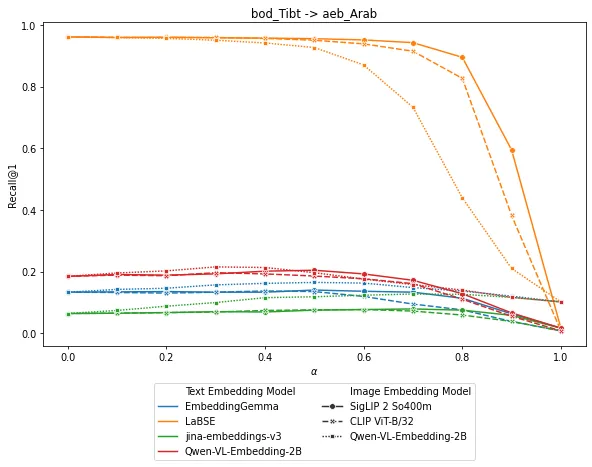 bod_Tibt -> aeb_Arab
1.0
0.8
0.6
0.4
0.2
0.0
Recall@1
0.0 0.2 0.4 0.6 0.8 1.0
α
Text Embedding Model Image Embedding Model
EmbeddingGemma SigLIP 2 So400m
LaBSE CLIP ViT-B/32
jina-embeddings-v3 Qwen-VL-Embedding-2B
Qwen-VL-Embedding-2B